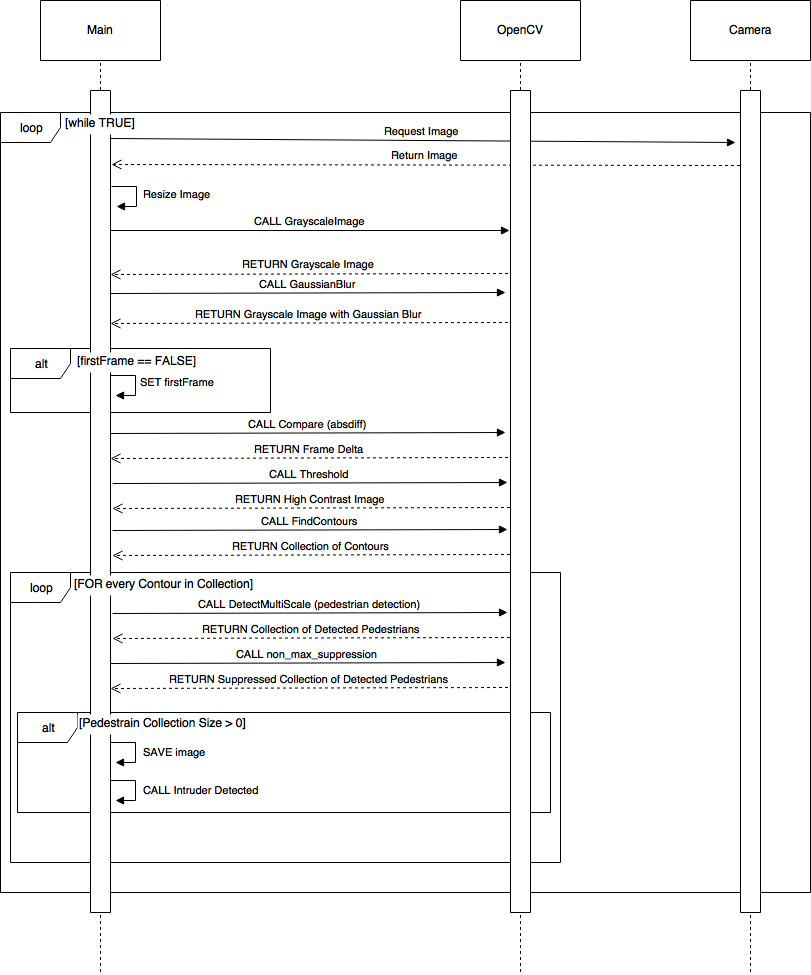 Main
OpenCV
Camera
loop
[while TRUE]
Request Image
Return Image
Resize Image
CALL GrayscaleImage
RETURN Grayscale Image
CALL GaussianBlur
RETURN Grayscale Image with Gaussian Blur
alt
[firstFrame == FALSE]
SET firstFrame
CALL Compare (absdiff)
RETURN Frame Delta
CALL Threshold
RETURN High Contrast Image
CALL FindContours
RETURN Collection of Contours
loop
[FOR every Contour in Collection]
CALL DetectMultiScale (pedestrian detection)
RETURN Collection of Detected Pedestrians
CALL non_max_suppression
RETURN Suppressed Collection of Detected Pedestrians
alt
[Pedestrain Collection Size > 0]
SAVE image
CALL Intruder Detected